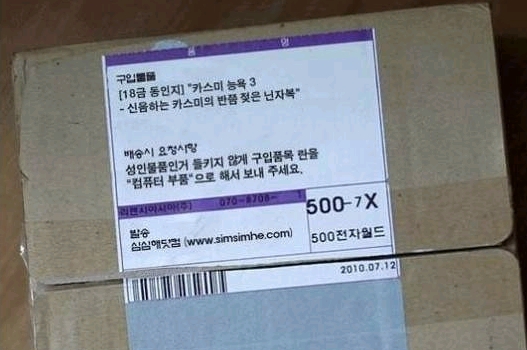 품 명
구입물품
[18금 동인지] "카스미 능욕 3
- 신음하는 카스미의 반쯤 젖은 닌자복"
배송시 요청사항
성인물품인거 들키지 않게 구입품목 란을
"컴퓨터 부품"으로 해서 보내 주세요.
070-8708-
발송
심심해닷컴 (www.simsimhe.com)
500-7X
500전자월드
2010.07.12